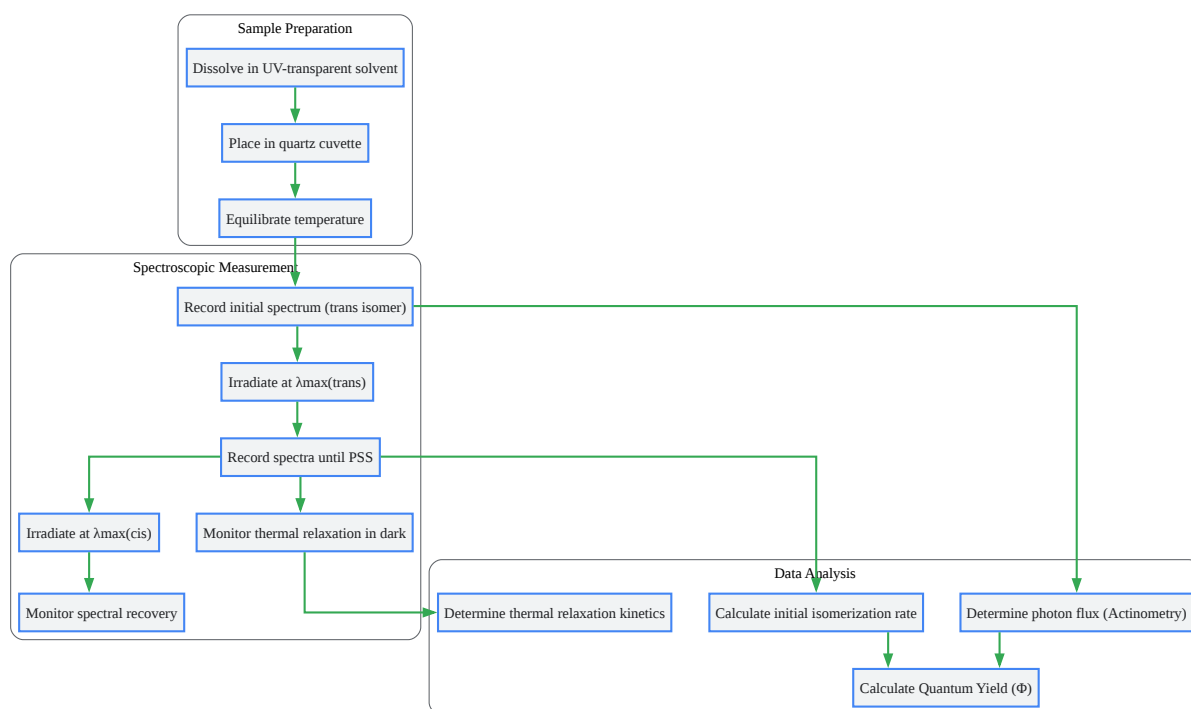 Sample Preparation
Dissolve in UV-transparent solvent
Place in quartz cuvette
Equilibrate temperature
Spectroscopic Measurement
Record initial spectrum (trans isomer)
Irradiate at λmax(trans)
Record spectra until PSS
Irradiate at λmax(cis)
Monitor thermal relaxation in dark
Monitor spectral recovery
Data Analysis
Determine thermal relaxation kinetics
Calculate initial isomerization rate
Determine photon flux (Actinometry)
Calculate Quantum Yield (Φ)